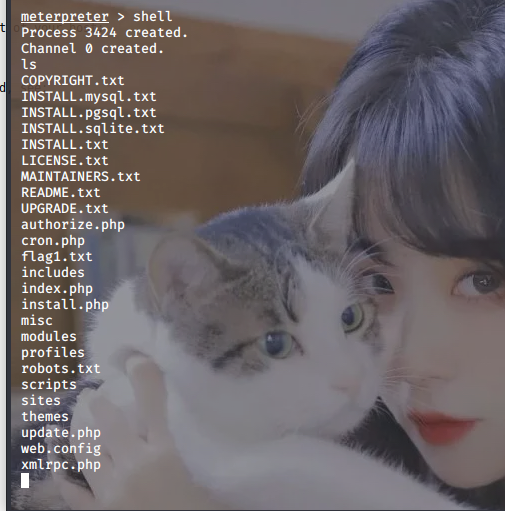 meterpreter > shell
Process 3424 created.
Channel 0 created.
ls
COPYRIGHT.txt
INSTALL.mysql.txt
INSTALL.pgsql.txt
INSTALL.sqlite.txt
INSTALL.txt
LICENSE.txt
MAINTAINERS.txt
README.txt
UPGRADE.txt
authorize.php
cron.php
flag1.txt
includes
index.php
install.php
misc
modules
profiles
robots.txt
scripts
sites
themes
update.php
web.config
xmlrpc.php